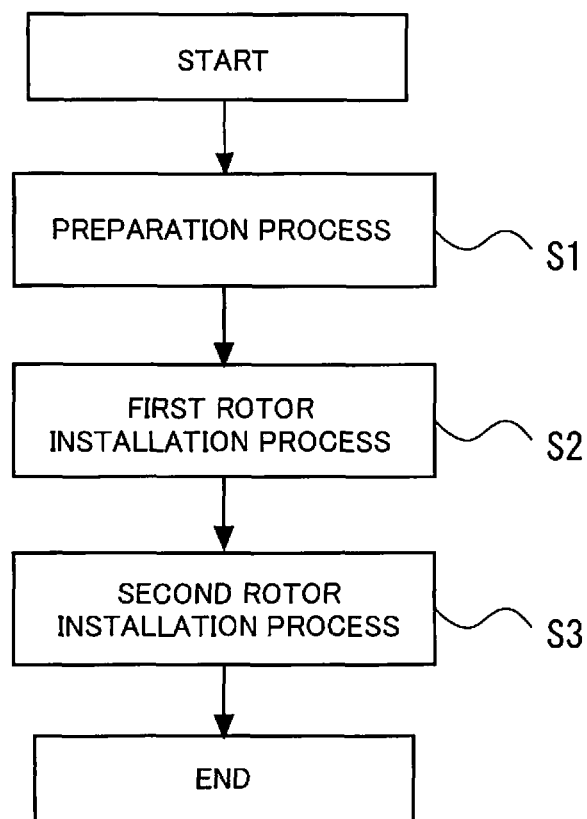 START
PREPARATION PROCESS
S1
FIRST ROTOR
INSTALLATION PROCESS
S2
SECOND ROTOR
INSTALLATION PROCESS
S3
END